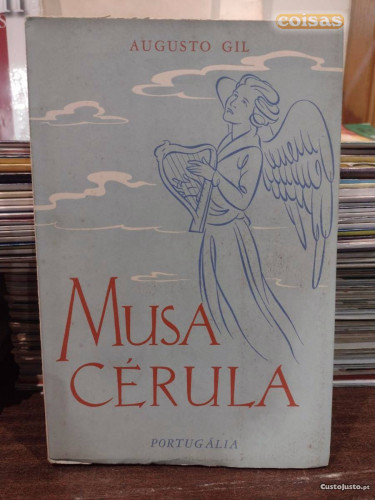 coisas
AUGUSTO GIL
MUSA
CÉRULA
PORTUGÁLIA
CustoJusto.pt